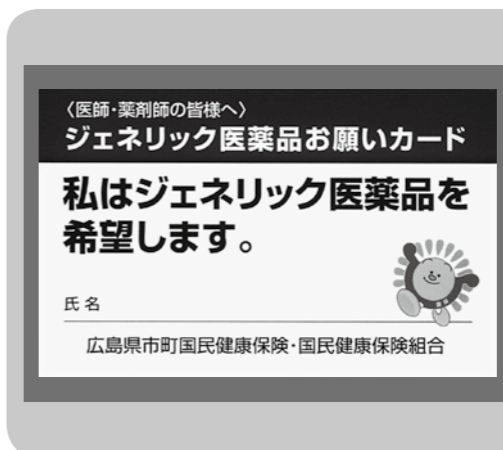 〈医師・薬剤師の皆様へ〉
ジェネリック医薬品お願いカード
私はジェネリック医薬品を
希望します。
氏名
広島県市町国民健康保険・国民健康保険組合